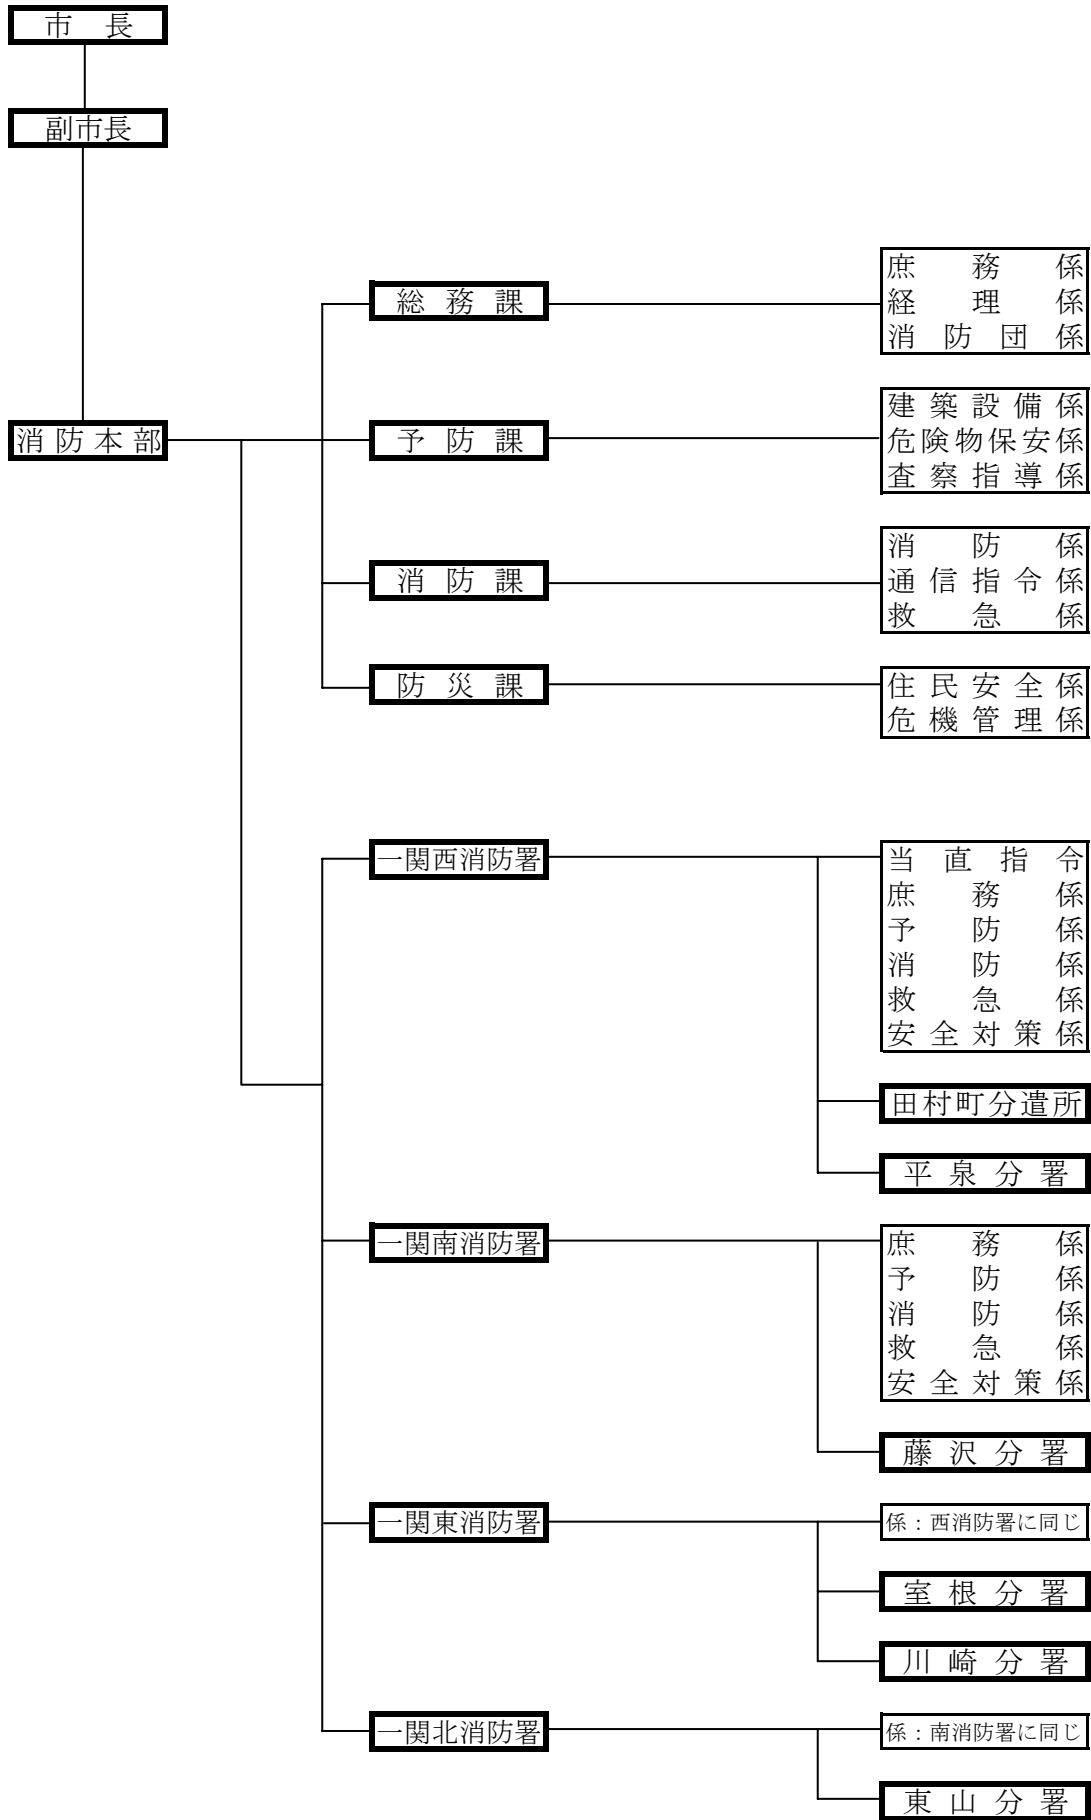 市長
副市長
消防本部
総務課
庶務係
経理係
消防団係
予防課
建築設備係
危険物保安係
査察指導係
消防課
消防係
通信指令係
救急係
防災課
住民安全係
危機管理係
一関西消防署
当直指令
庶務係
予防係
消防係
救急係
安全対策係
田村町分遣所
平泉分署
一関南消防署
庶務係
予防係
消防係
救急係
安全対策係
藤沢分署
一関東消防署
係：西消防署に同じ
室根分署
川崎分署
一関北消防署
係：南消防署に同じ
東山分署